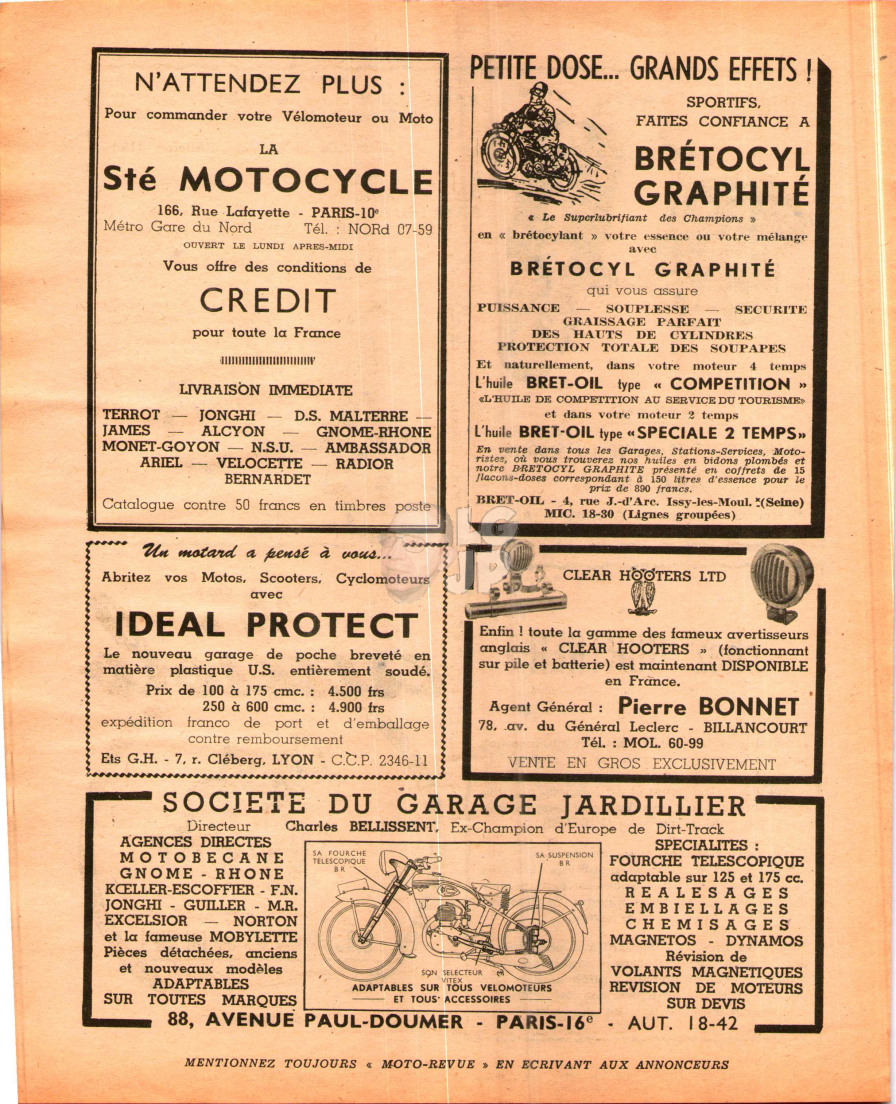 N'ATTENDEZ PLUS :
Pour commander votre Vélomoteur ou Moto
LA
Sté MOTOCYCLE
166, Rue Lafayette - PARIS-10e
Métro Gare du Nord Tél. : NORd 07-59
OUVERT LE LUNDI APRES-MIDI
Vous offre des conditions de
CREDIT
pour toute la France
LIVRAISON IMMEDIATE
TERROT — JONGHI — D.S. MALTERRE —
JAMES — ALCYON — GNOME-RHONE
MONET-GOYON — N.S.U. — AMBASSADOR
ARIEL — VELOCETTE — RADIOR
BERNARDET
Catalogue contre 50 francs en timbres poste
PETITE DOSE... GRANDS EFFETS !
SPORTIFS,
FAITES CONFIANCE A
BRÉTOCYL
GRAPHITÉ
« Le Superlubrifiant des Champions »
en « brétocylant » votre essence ou votre mélange
avec
BRÉTOCYL GRAPHITÉ
qui vous assure
PUISSANCE — SOUPLESSE — SECURITE
GRAISSAGE PARFAIT
DES HAUTS DE CYLINDRES
PROTECTION TOTALE DES SOUPAPES
Et naturellement, dans votre moteur 4 temps
L'huile BRET-OIL type « COMPETITION »
«L'HUILE DE COMPETITION AU SERVICE DU TOURISME»
et dans votre moteur 2 temps
L'huile BRET-OIL type «SPECIALE 2 TEMPS»
En vente dans tous les Garages, Stations-Services, Moto-
ristes, où vous trouverez nos huiles en bidons plombés et
notre BRETOCYL GRAPHITE présenté en coffrets de 15
flacons-doses correspondant à 150 litres d'essence pour le
prix de 890 francs.
BRET-OIL - 4, rue J.-d'Arc. Issy-les-Moul. (Seine)
MIC. 18-30 (Lignes groupées)
Un motard a pensé à vous...
Abritez vos Motos, Scooters, Cyclomoteurs
avec
IDEAL PROTECT
Le nouveau garage de poche breveté en
matière plastique U.S. entièrement soudé.
Prix de 100 à 175 cmc. : 4.500 frs
250 à 600 cmc. : 4.900 frs
expédition franco de port et d'emballage
contre remboursement
Ets G.H. - 7, r. Cléberg, LYON - C.C.P. 2346-11
CLEAR HOOTERS LTD
Enfin ! toute la gamme des fameux avertisseurs
anglais « CLEAR HOOTERS » (fonctionnant
sur pile et batterie) est maintenant DISPONIBLE
en France.
Agent Général : Pierre BONNET
78, av. du Général Leclerc - BILLANCOURT
Tél. : MOL. 60-99
VENTE EN GROS EXCLUSIVEMENT
SOCIETE DU GARAGE JARDILLIER
Directeur Charles BELLISSENT, Ex-Champion d'Europe de Dirt-Track
AGENCES DIRECTES
MOTOBECANE
GNOME - RHONE
KŒLLER-ESCOFFIER - F.N.
JONGHI - GUILLER - M.R.
EXCELSIOR — NORTON
et la fameuse MOBYLETTE
Pièces détachées, anciens
et nouveaux modèles
ADAPTABLES
SUR TOUTES MARQUES
SA FOURCHE
TELESCOPIQUE
BR
SA SUSPENSION
BR
SON SELECTEUR
VITEX
ADAPTABLES SUR TOUS VELOMOTEURS
ET TOUS ACCESSOIRES
SPECIALITES :
FOURCHE TELESCOPIQUE
adaptable sur 125 et 175 cc.
REALESAGES
EMBIELLAGES
CHEMISAGES
MAGNETOS - DYNAMOS
Révision de
VOLANTS MAGNETIQUES
REVISION DE MOTEURS
SUR DEVIS
88, AVENUE PAUL-DOUMER - PARIS-16e - AUT. 18-42
MENTIONNEZ TOUJOURS « MOTO-REVUE » EN ECRIVANT AUX ANNONCEURS